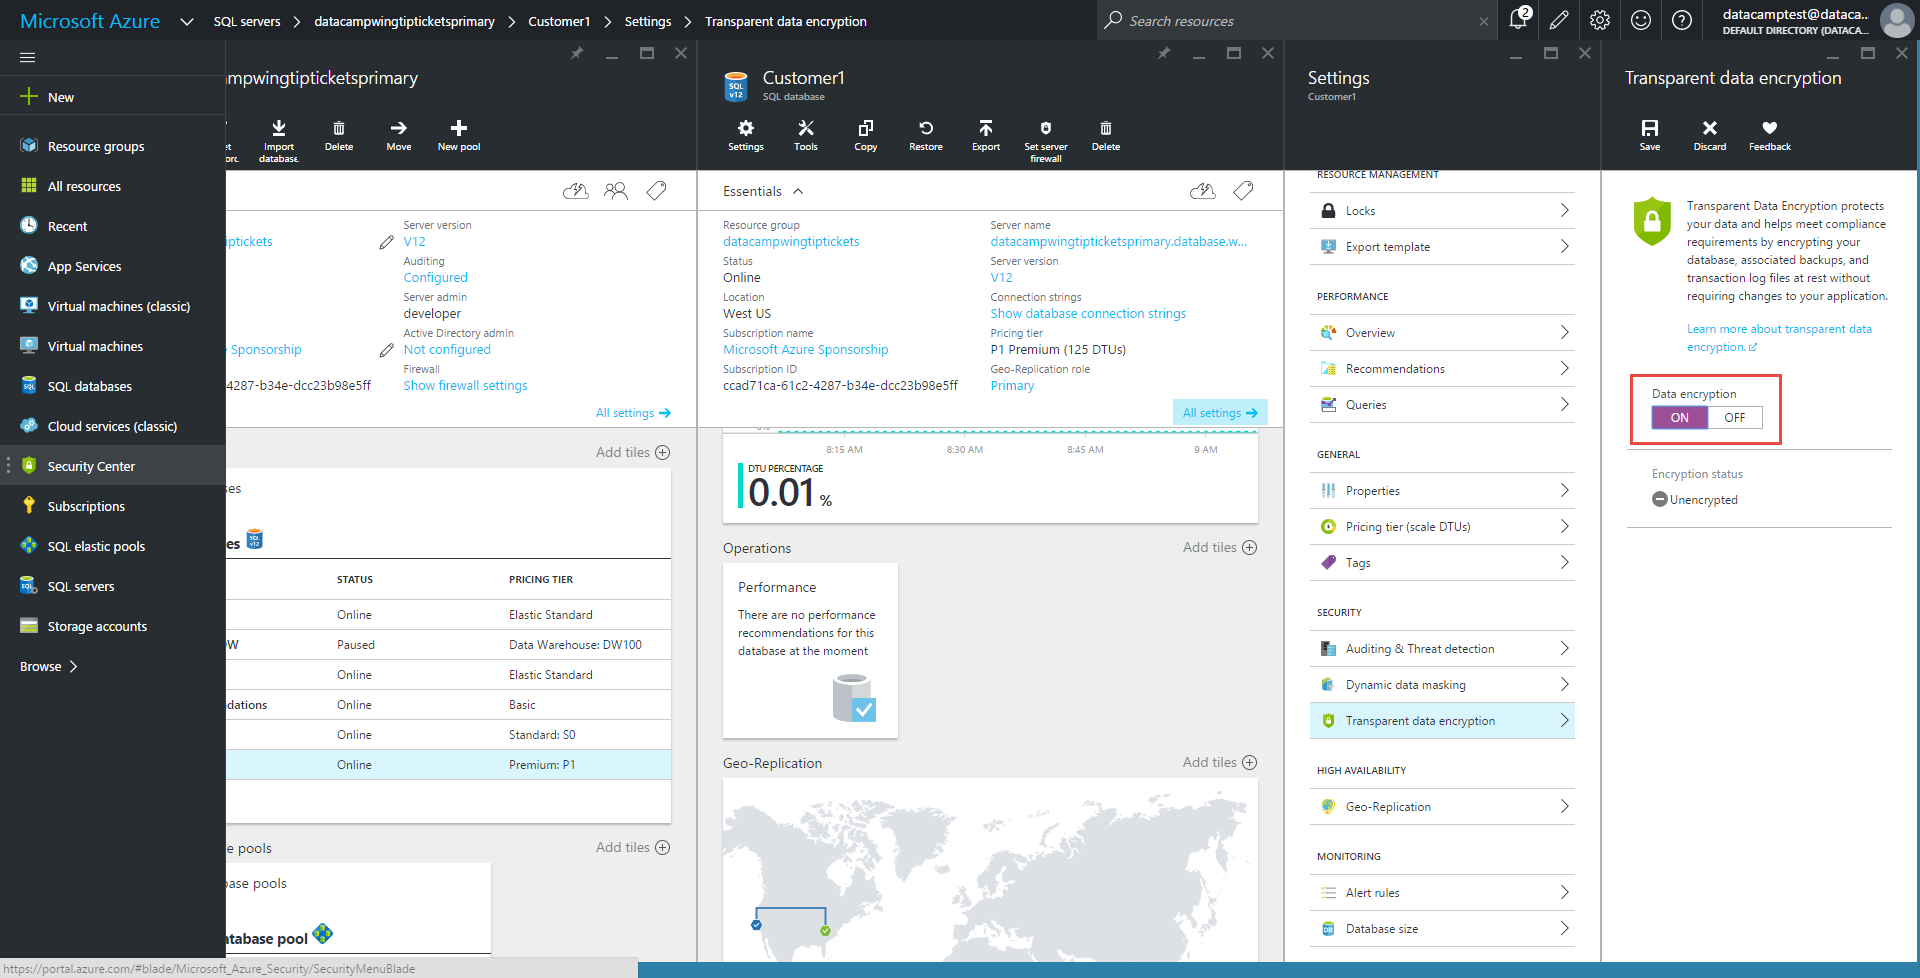 Microsoft Azure
SQL servers
datacampwingtipticketsprimary
Customer1
Settings
Transparent data encryption
Search resources
2
datacamptest@dataca...
DEFAULT DIRECTORY (DATACA...
New
Resource groups
All resources
Recent
App Services
Virtual machines (classic)
Virtual machines
SQL databases
Cloud services (classic)
Security Center
Subscriptions
SQL elastic pools
SQL servers
Storage accounts
Browse
ampwingtipticketsprimary
Import
database.
Delete
Move
New pool
iptickets
Sponsorship
-4287-b34e-dcc23b98e5ff
Server version
V12
Auditing
Configured
Server admin
developer
Active Directory admin
Not configured
Firewall
Show firewall settings
All settings
Add tiles
STATUS
PRICING TIER
Online
Elastic Standard
Paused
Data Warehouse: DW100
Online
Elastic Standard
dations
Online
Basic
Online
Standard: S0
Online
Premium: P1
e pools
Add tiles
base pools
atabase pool
Customer1
SQL database
SQL
v12
Settings
Tools
Copy
Restore
Export
Set server
firewall
Delete
Essentials
Resource group
datacampwingtiptickets
Status
Online
Location
West US
Subscription name
Microsoft Azure Sponsorship
Subscription ID
ccad71ca-61c2-4287-b34e-dcc23b98e5ff
Server name
datacampwingtipticketsprimary.database.w...
Server version
V12
Connection strings
Show database connection strings
Pricing tier
P1 Premium (125 DTUs)
Geo-Replication role
Primary
All settings
8:15 AM
8:30 AM
8:45 AM
9 AM
DTU PERCENTAGE
0.01 %
Operations
Add tiles
Performance
There are no performance
recommendations for this
database at the moment
Geo-Replication
Add tiles
Settings
Customer1
RESOURCE MANAGEMENT
Locks
Export template
PERFORMANCE
Overview
Recommendations
Queries
GENERAL
Properties
Pricing tier (scale DTUs)
Tags
SECURITY
Auditing & Threat detection
Dynamic data masking
Transparent data encryption
HIGH AVAILABILITY
Geo-Replication
MONITORING
Alert rules
Database size
Transparent data encryption
Save
Discard
Feedback
Transparent Data Encryption protects
your data and helps meet compliance
requirements by encrypting your
database, associated backups, and
transaction log files at rest without
requiring changes to your application.
Learn more about transparent data
encryption.
Data encryption
ON
OFF
Encryption status
Unencrypted
https://portal.azure.com/#blade/Microsoft_Azure_Security/SecurityMenuBlade